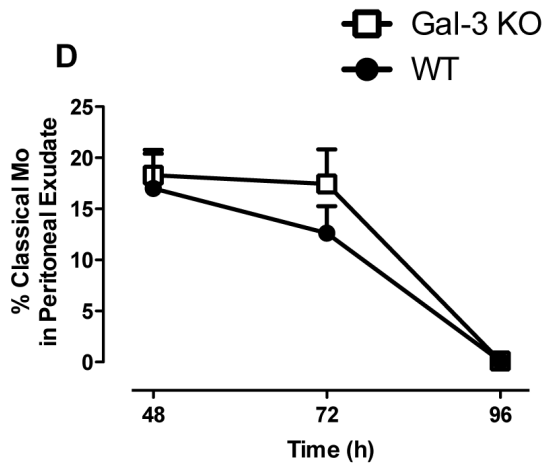 Gal-3 KO
D
WT
% Classical Mo
in Peritoneal Exudate
25
20
15
10
5
0
48 72 96
Time (h)